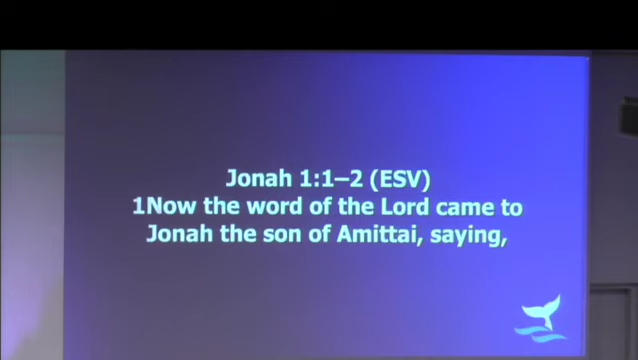 Jonah 1:1–2 (ESV)
1Now the word of the Lord came to
Jonah the son of Amittai, saying,